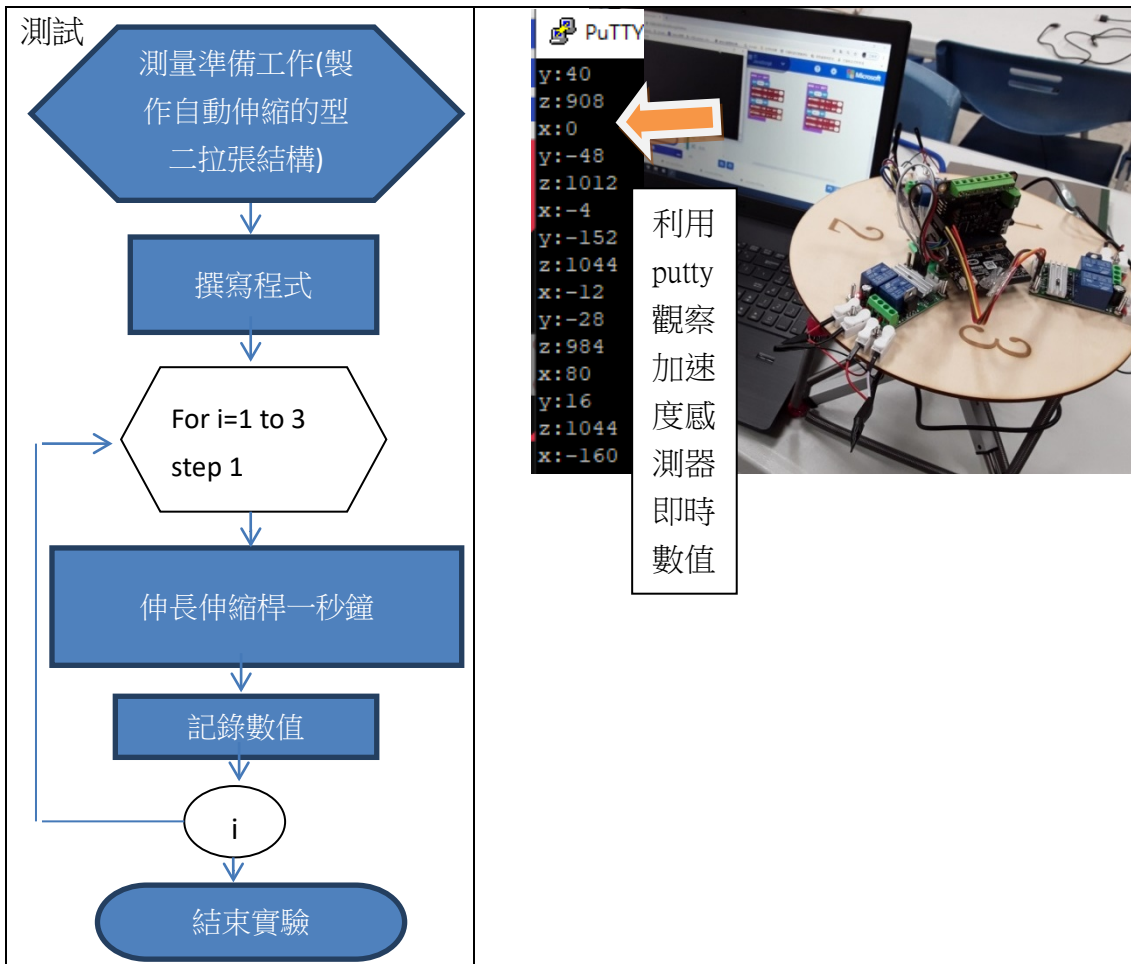 測試
測量準備工作(製
作自動伸縮的型
二拉張結構)
撰寫程式
For i=1 to 3
step 1
伸長伸縮桿一秒鐘
記錄數值
i
結束實驗
PuTTY
y:40
z:908
x:0
y:-48
z:1012
x:-4
y:-152
z:1044
x:-12
y:-28
z:984
x:80
y:16
z:1044
x:-160
利用
putty
觀察
加速
度感
測器
即時
數值
Microsoft
1
2
3